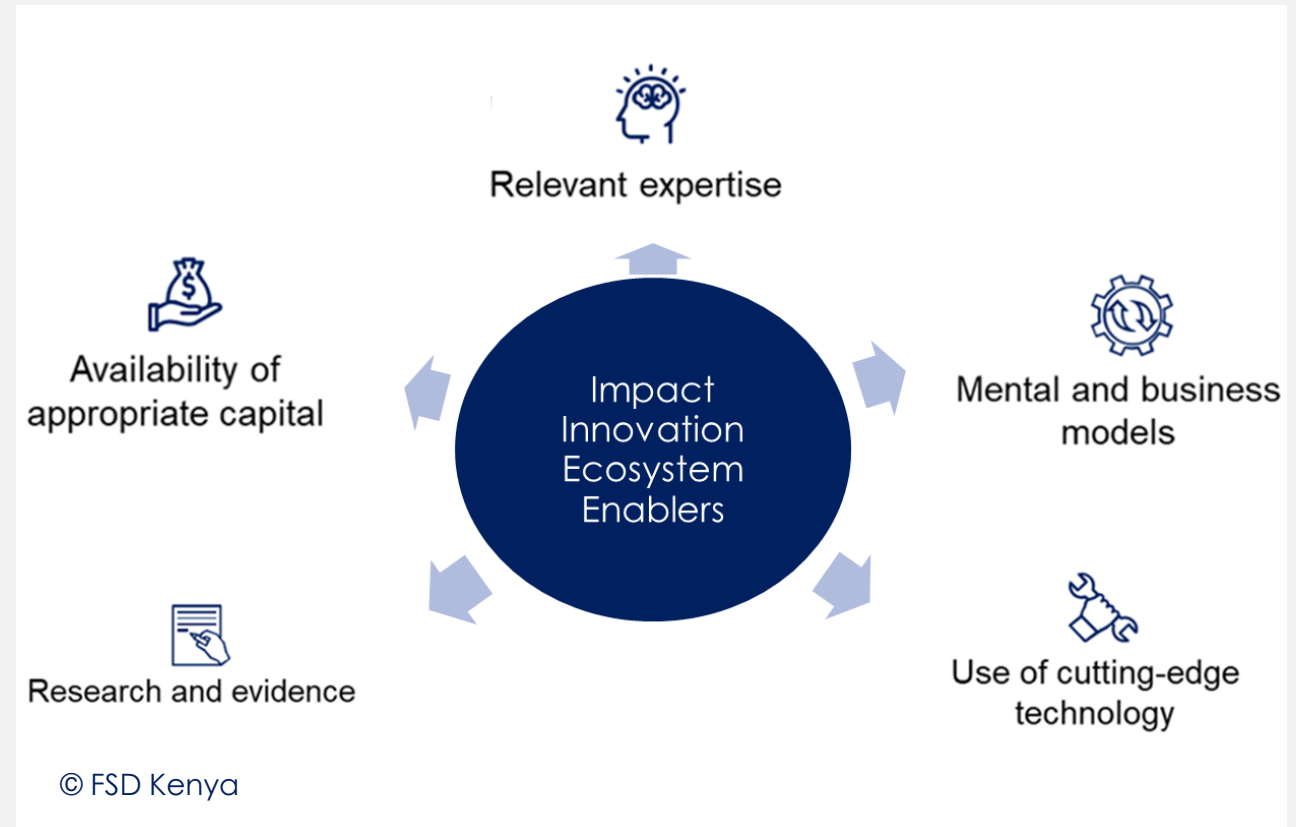 Relevant expertise
Availability of
appropriate capital
Impact
Innovation
Ecosystem
Enablers
Mental and business
models
Research and evidence
Use of cutting-edge
technology
© FSD Kenya